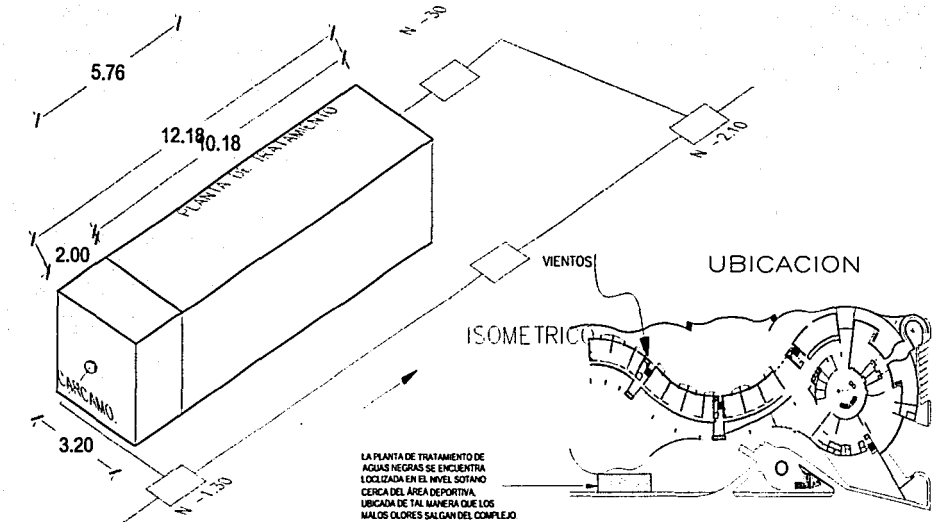 N -30
5.76
12.18
10.18
PLANTA DE TRATAMIENTO
N -2.10
2.00
VIENTOS
UBICACION
ISOMETRICO
CARCAMO.
3.20
N -1.30
LA PLANTA DE TRATAMIENTO DE
AGUAS NEGRAS SE ENCUENTRA
LOCLIZADA EN EL NIVEL SOTANO
CERCA DEL ÁREA DEPORTIVA,
UBICADA DE TAL MANERA QUE LOS
MALOS OLORES SALGAN DEL COMPLEJO